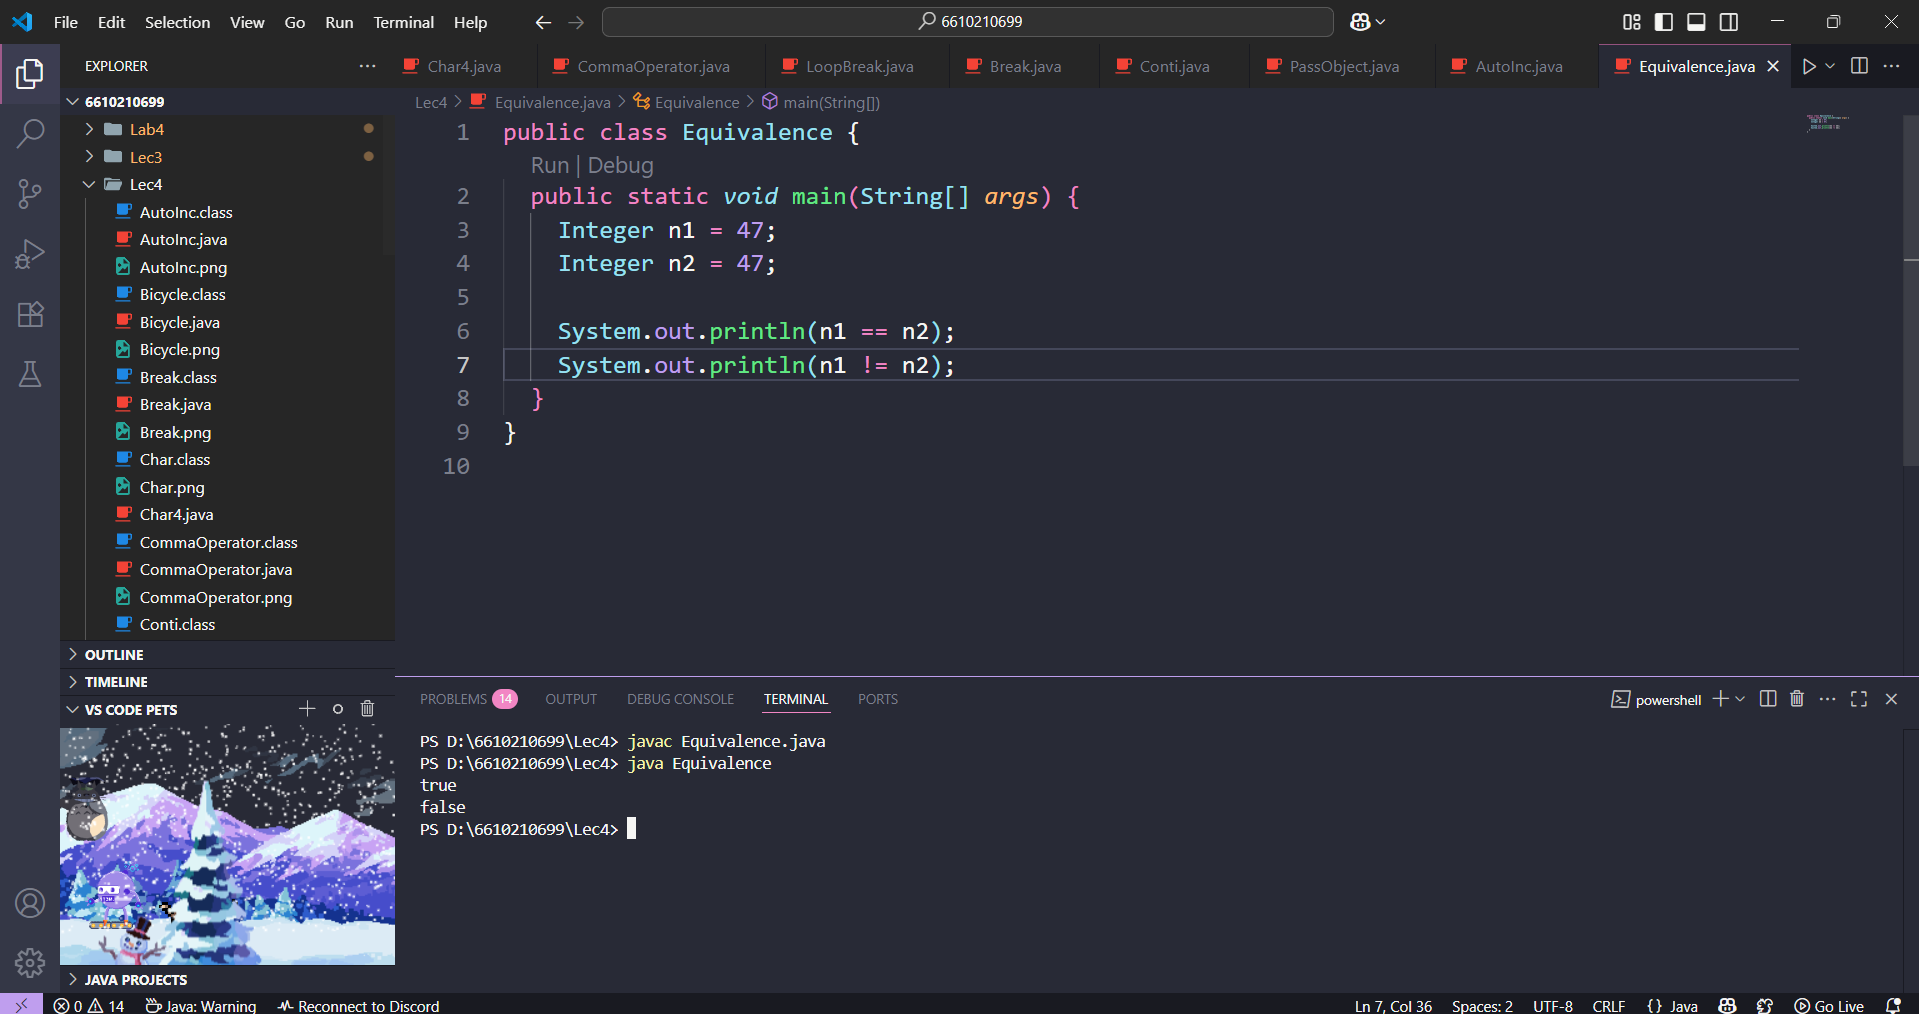 File Edit Selection View Go Run Terminal Help
6610210699
EXPLORER
6610210699
Lab4
Lec3
Lec4
AutoInc.class
AutoInc.java
AutoInc.png
Bicycle.class
Bicycle.java
Bicycle.png
Break.class
Break.java
Break.png
Char.class
Char.png
Char4.java
CommaOperator.class
CommaOperator.java
CommaOperator.png
Conti.class
OUTLINE
TIMELINE
VS CODE PETS
JAVA PROJECTS
Char4.java CommaOperator.java LoopBreak.java Break.java Conti.java PassObject.java AutoInc.java Equivalence.java
Lec4 > Equivalence.java > Equivalence > main(String[])
1 public class Equivalence {
Run | Debug
2 public static void main(String[] args) {
3 Integer n1 = 47;
4 Integer n2 = 47;
5
6 System.out.println(n1 == n2);
7 System.out.println(n1 != n2);
8 }
9 }
10
PROBLEMS 14 OUTPUT DEBUG CONSOLE TERMINAL PORTS
powershell
PS D:\6610210699\Lec4> javac Equivalence.java
PS D:\6610210699\Lec4> java Equivalence
true
false
PS D:\6610210699\Lec4>
0 14 Java: Warning Reconnect to Discord
Ln 7, Col 36 Spaces: 2 UTF-8 CRLF {} Java Go Live